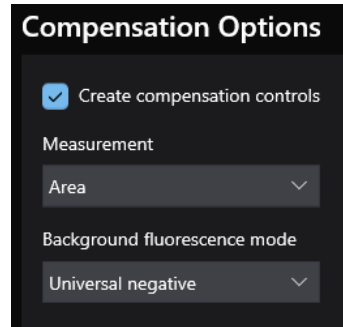 Compensation Options
Create compensation controls
Measurement
Area
Background fluorescence mode
Universal negative